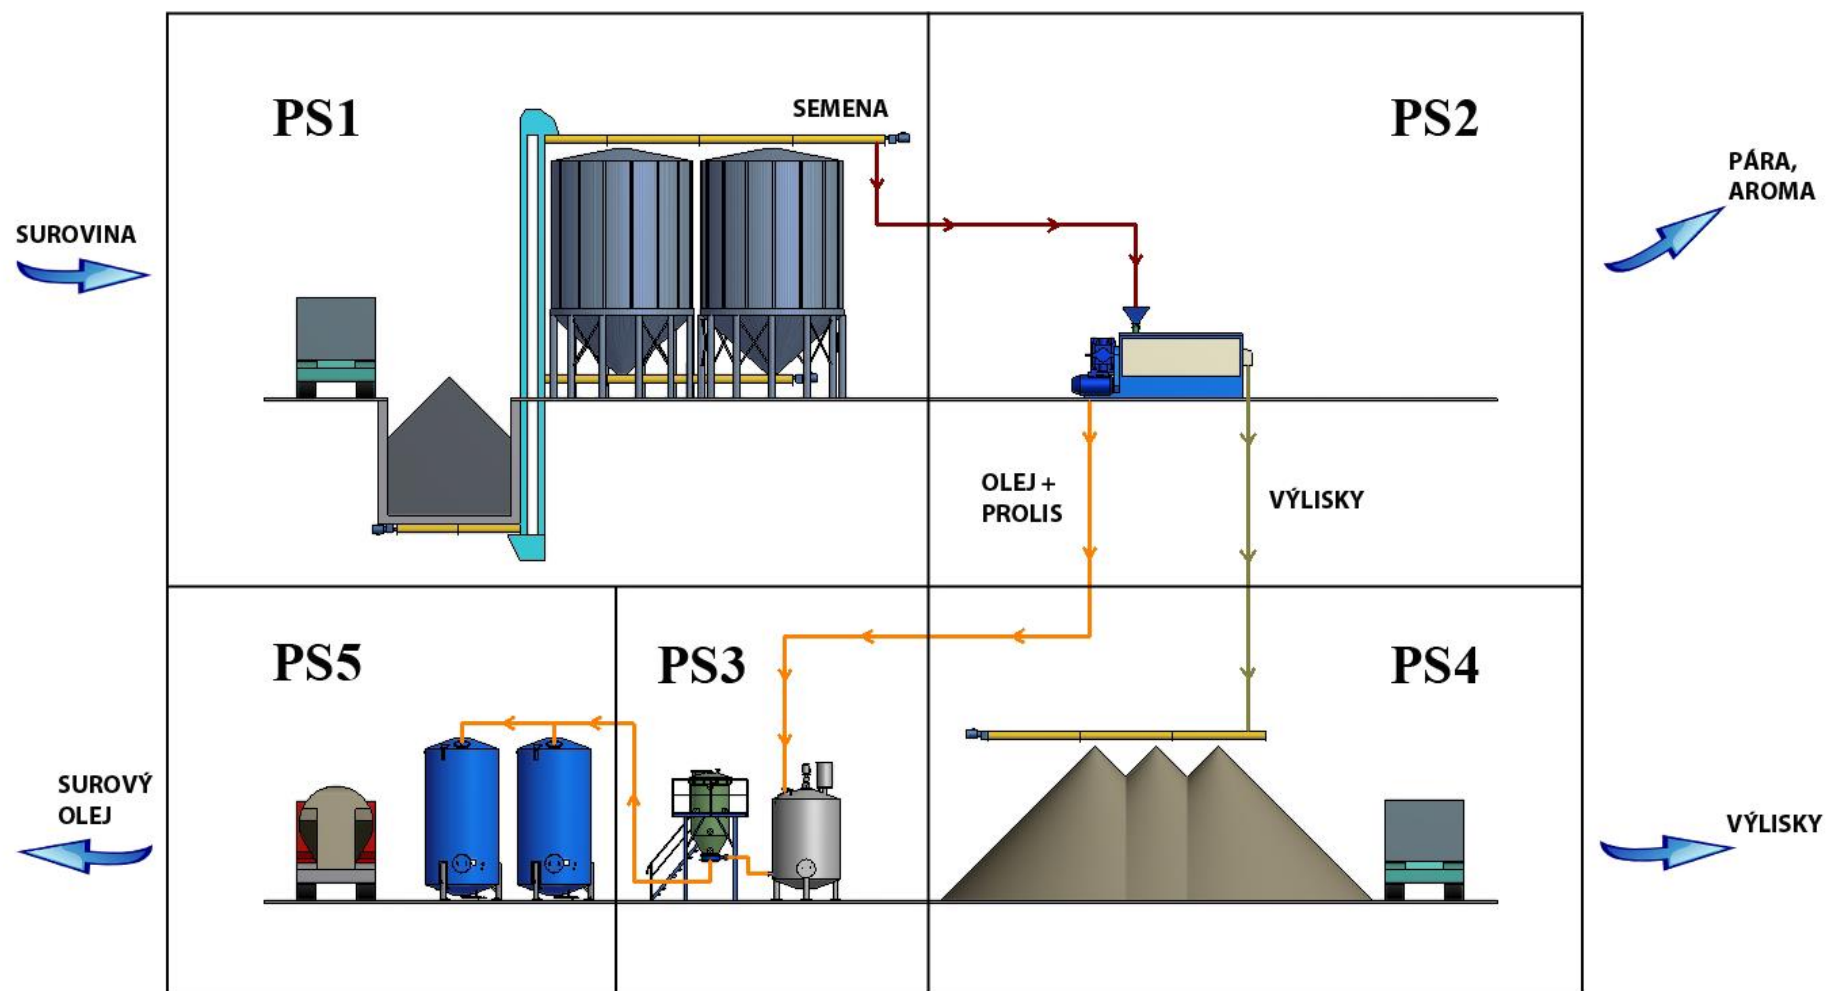 PS1
SEMENA
PS2
PÁRA,
AROMA
SUROVINA
OLEJ +
PROLIS
VÝLISKY
PS5
PS3
PS4
SUROVÝ
OLEJ
VÝLISKY